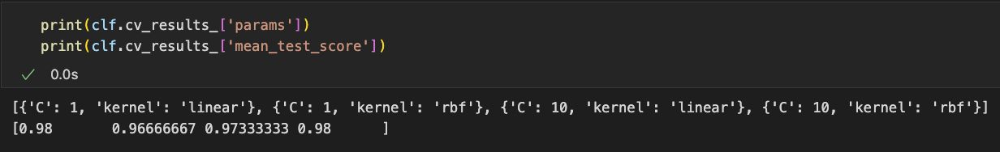 print(clf.cv_results_['params'])
print(clf.cv_results_['mean_test_score'])
0.0s
[{'C': 1, 'kernel': 'linear'}, {'C': 1, 'kernel': 'rbf'}, {'C': 10, 'kernel': 'linear'}, {'C': 10, 'kernel': 'rbf'}]
[0.98       0.96666667 0.97333333 0.98      ]